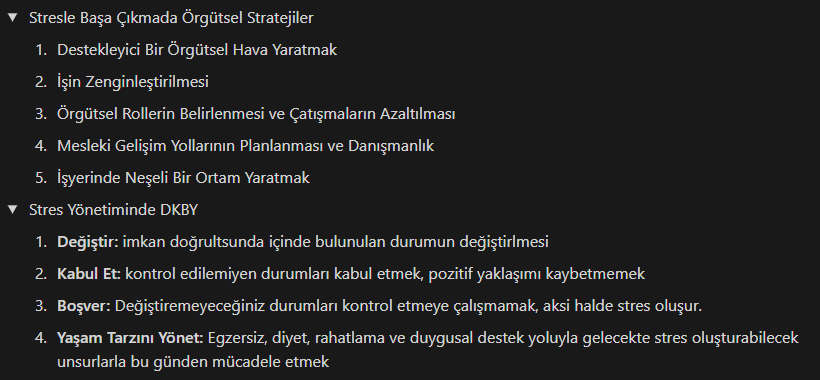 Stresle Başa Çıkmada Örgütsel Stratejiler
1. Destekleyici Bir Örgütsel Hava Yaratmak
2. İşin Zenginleştirilmesi
3. Örgütsel Rollerin Belirlenmesi ve Çatışmaların Azaltılması
4. Mesleki Gelişim Yollarının Planlanması ve Danışmanlık
5. İşyerinde Neşeli Bir Ortam Yaratmak
Stres Yönetiminde DKBY
1. Değiştir: imkan doğrultsunda içinde bulunulan durumun değiştirlmesi
2. Kabul Et: kontrol edilemiyen durumları kabul etmek, pozitif yaklaşımı kaybetmemek
3. Boşver: Değiştiremeyeceğiniz durumları kontrol etmeye çalışmamak, aksi halde stres oluşur.
4. Yaşam Tarzını Yönet: Egzersiz, diyet, rahatlama ve duygusal destek yoluyla gelecekte stres oluşturabilecek
unsurlarla bu günden mücadele etmek